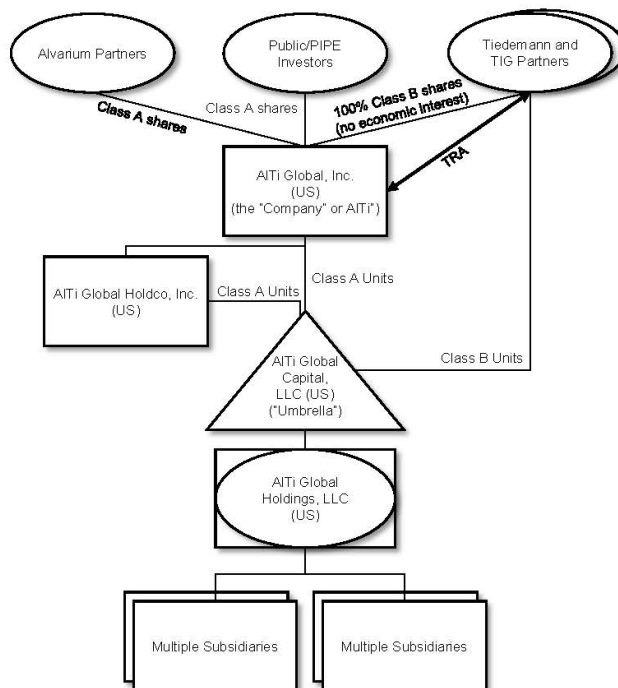 Alvarium Partners
Public/PIPE
Investors
Tiedemann and
TIG Partners
Class A shares
Class A shares
100% Class B shares
(no economic interest)
TRA
AlTi Global, Inc.
(US)
(the "Company" or AlTi")
AlTi Global Holdco, Inc.
(US)
Class A Units
Class A Units
AlTi Global
Capital,
LLC (US)
("Umbrella")
Class B Units
AlTi Global
Holdings, LLC
(US)
Multiple Subsidiaries
Multiple Subsidiaries